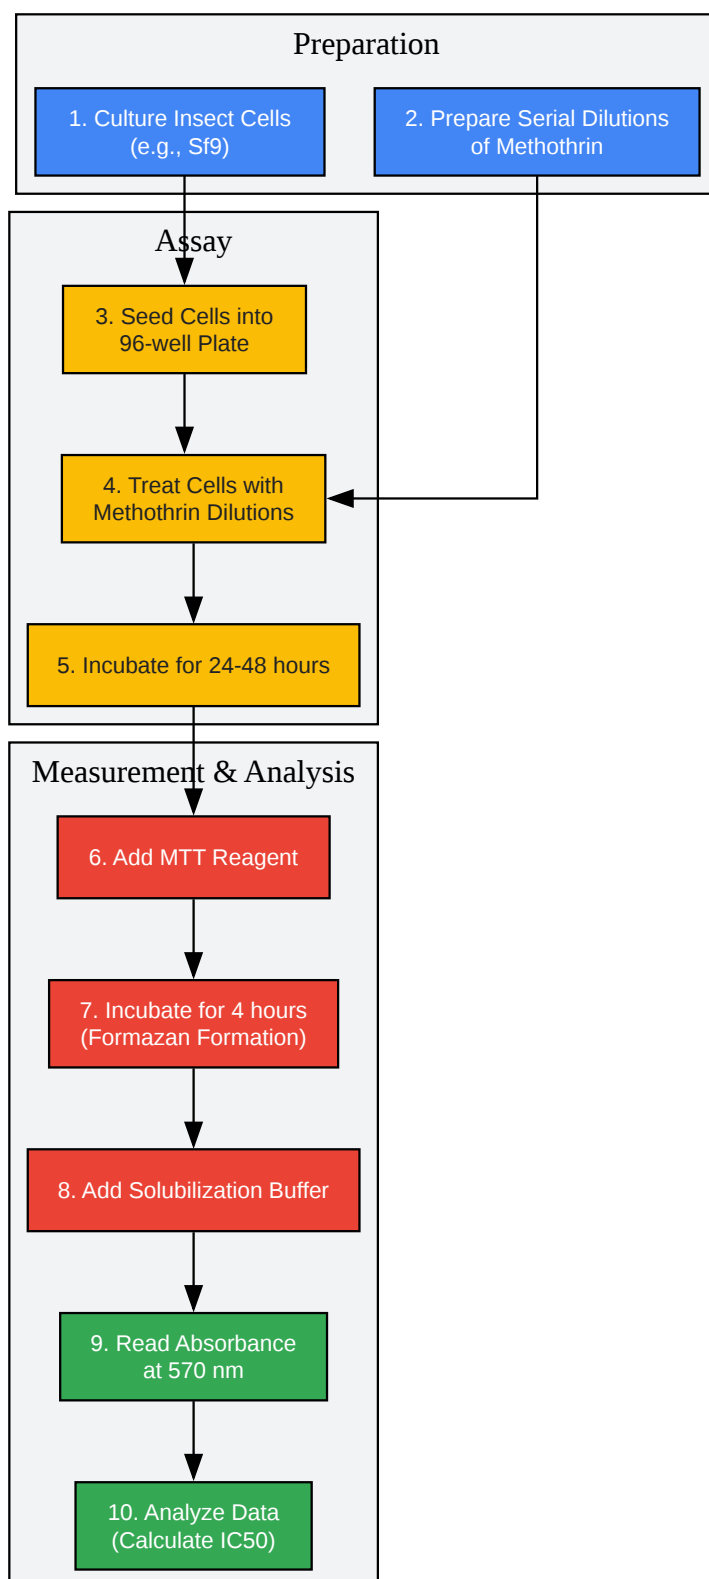 Preparation
1. Culture Insect Cells
(e.g., Sf9)
2. Prepare Serial Dilutions
of Methothrin
Assay
3. Seed Cells into
96-well Plate
4. Treat Cells with
Methothrin Dilutions
5. Incubate for 24-48 hours
Measurement & Analysis
6. Add MTT Reagent
7. Incubate for 4 hours
(Formazan Formation)
8. Add Solubilization Buffer
9. Read Absorbance
at 570 nm
10. Analyze Data
(Calculate IC50)